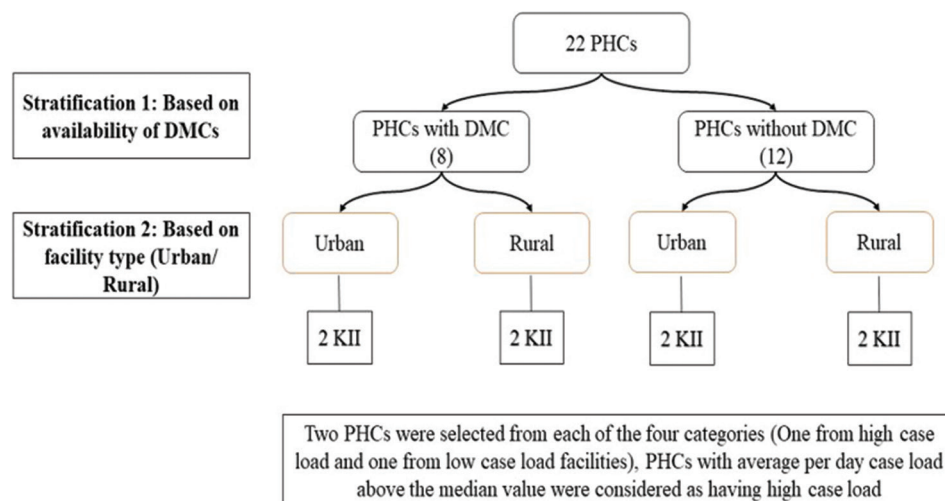 22 PHCs
Stratification 1: Based on
availability of DMCs
PHCs with DMC
(8)
PHCs without DMC
(12)
Stratification 2: Based on
facility type (Urban/
Rural)
Urban
Rural
Urban
Rural
2 KII
2 KII
2 KII
2 KII
Two PHCs were selected from each of the four categories (One from high case
load and one from low case load facilities), PHCs with average per day case load
above the median value were considered as having high case load